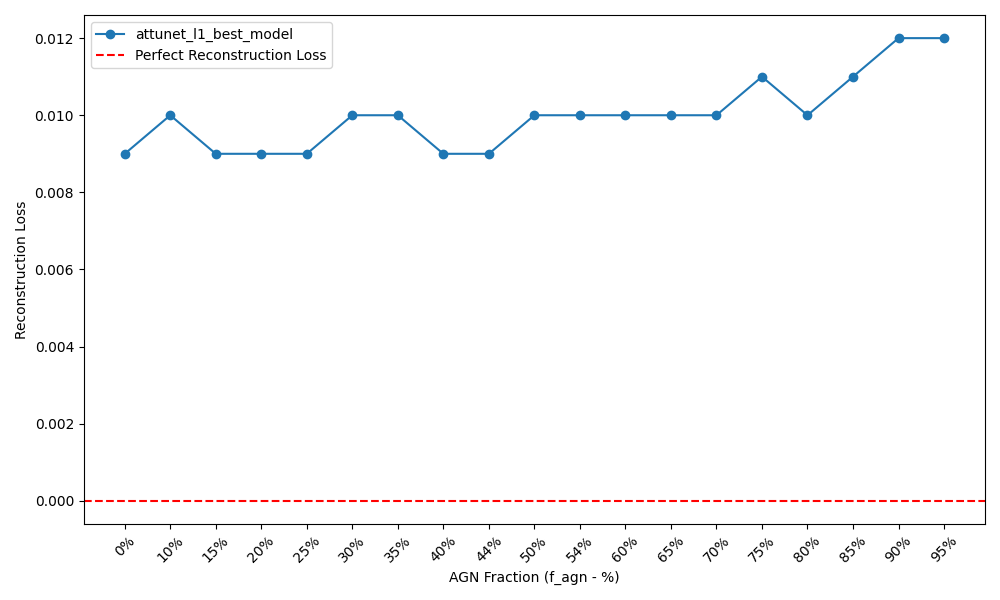 attunet_l1_best_model
Perfect Reconstruction Loss
Reconstruction Loss
0.012
0.010
0.008
0.006
0.004
0.002
0.000
0% 10% 15% 20% 25% 30% 35% 40% 44% 50% 54% 60% 65% 70% 75% 80% 85% 90% 95%
AGN Fraction (f_agn - %)